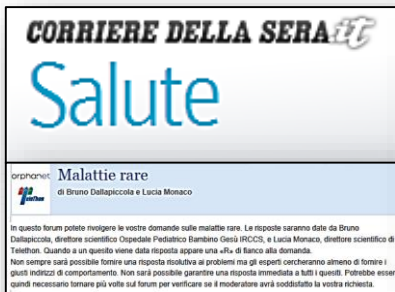 CORRIERE DELLA SERA it
Salute
orphanet
Telethon
Malattie rare
di Bruno Dallapiccola e Lucia Monaco
In questo forum potete rivolgere le vostre domande sulle malattie rare. Le risposte saranno date da Bruno
Dallapiccola, direttore scientifico Ospedale Pediatrico Bambino Gesù IRCCS, e Lucia Monaco, direttore scientifico di
Telethon. Quando a un quesito viene data risposta appare una «R» di fianco alla domanda.
Non sempre sarà possibile fornire una risposta risolutiva ai problemi ma gli esperti cercheranno almeno di fornire i
giusti indirizzi di comportamento. Non sarà possibile garantire una risposta immediata a tutti i quesiti. Potrebbe esser
quindi necessario tornare più volte sul forum per verificare se il moderatore avrà soddisfatto la vostra richiesta.